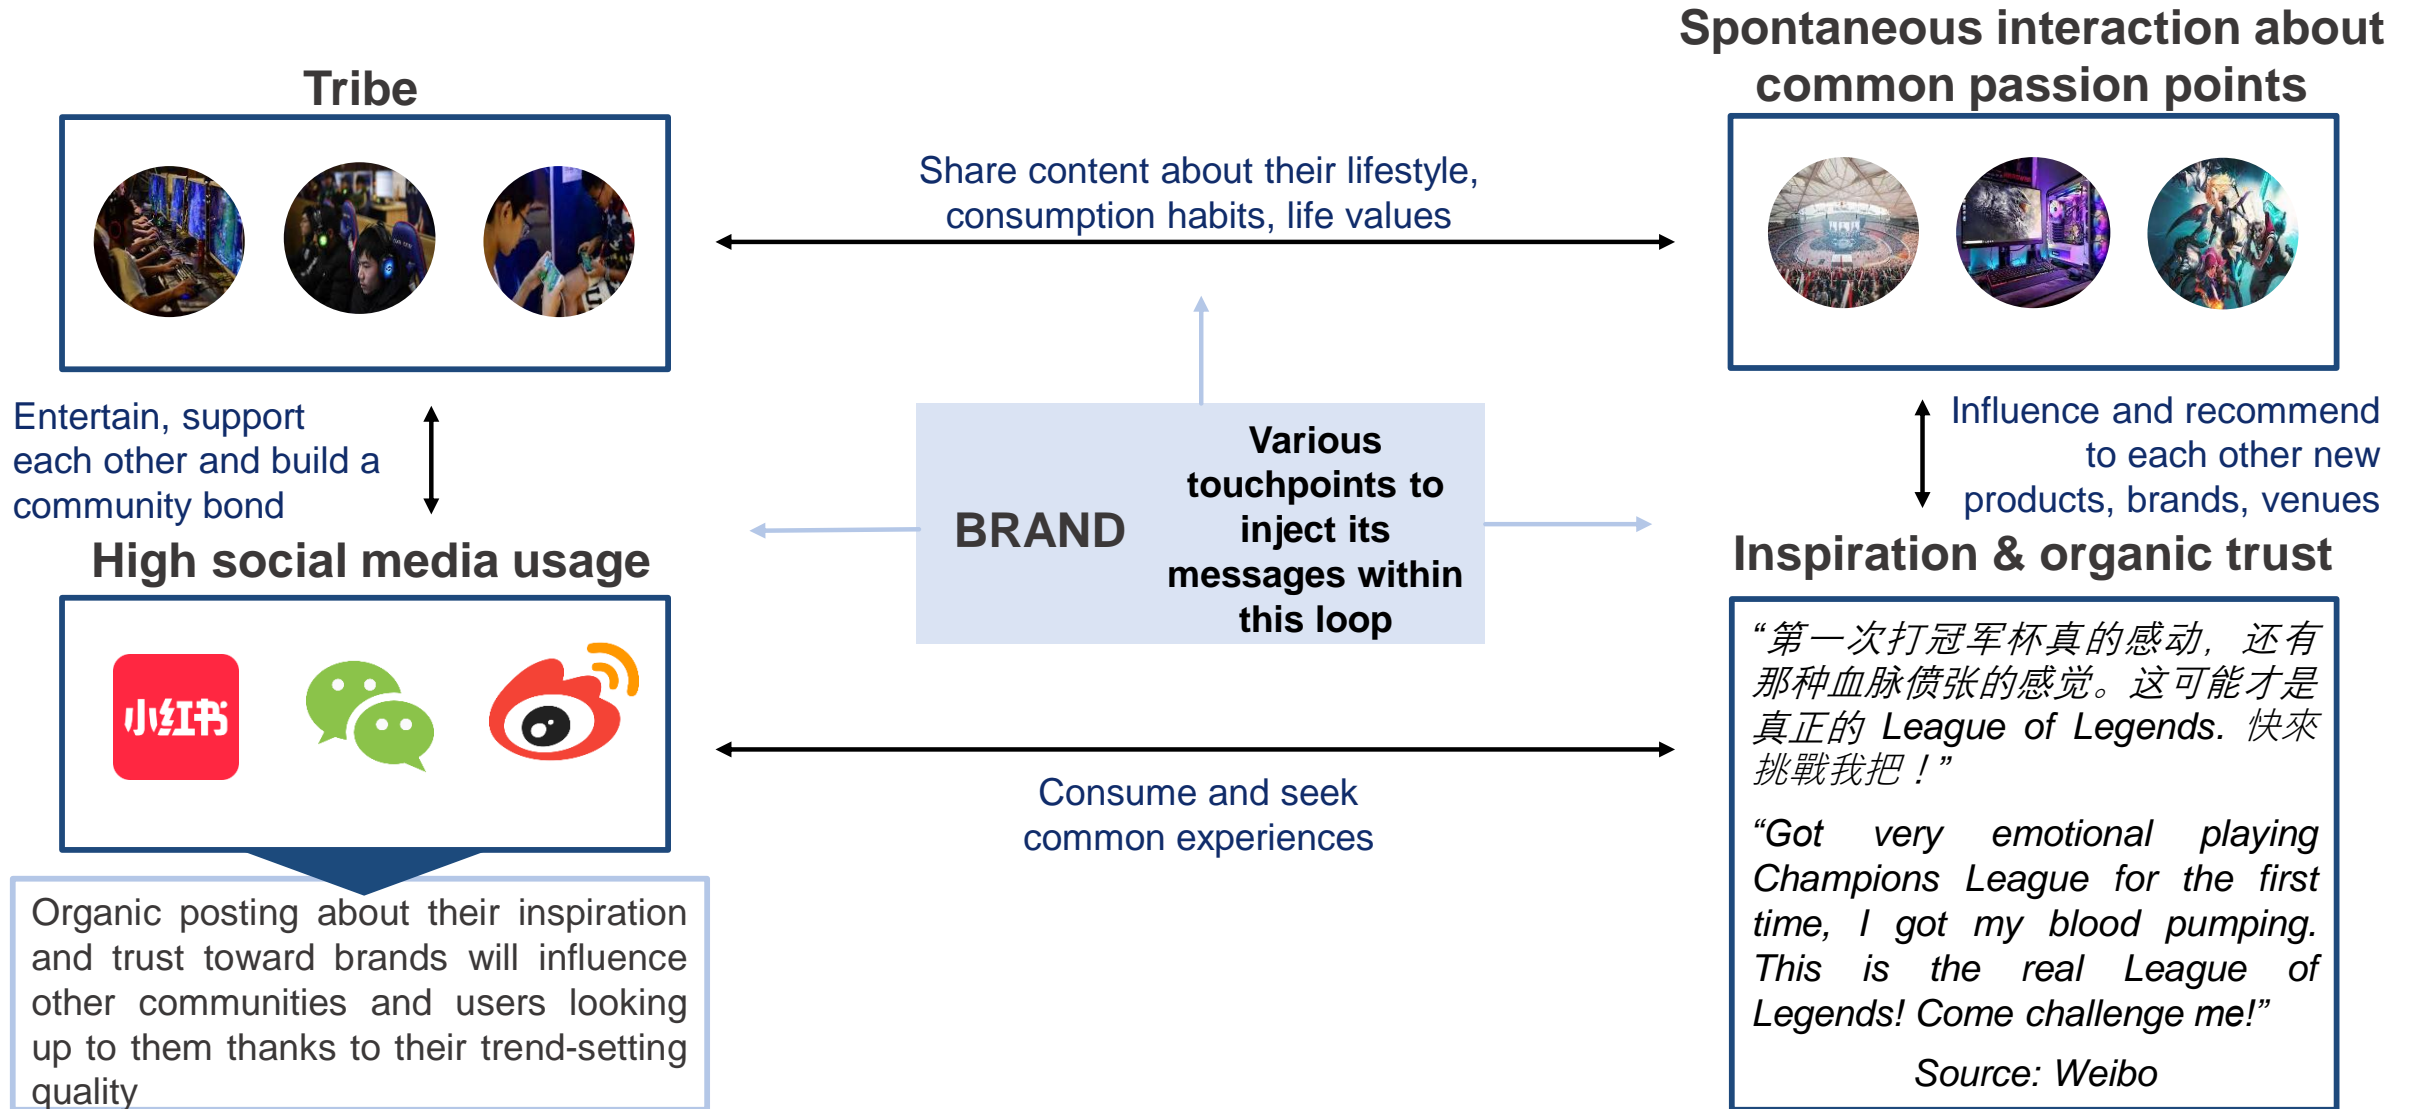 Spontaneous interaction about
common passion points
Tribe
Share content about their lifestyle,
consumption habits, life values
Entertain, support
each other and build a
community bond
Influence and recommend
to each other new
products, brands, venues
BRAND
Various
touchpoints to
inject its
messages within
this loop
High social media usage
小红书
Inspiration & organic trust
“第一次打冠军杯真的感动，还有
那种血脉偾张的感觉。这可能才是
真正的 League of Legends. 快來
挑戰我把！”
“Got very emotional playing
Champions League for the first
time, I got my blood pumping.
This is the real League of
Legends! Come challenge me!”
Source: Weibo
Consume and seek
common experiences
Organic posting about their inspiration
and trust toward brands will influence
other communities and users looking
up to them thanks to their trend-setting
quality